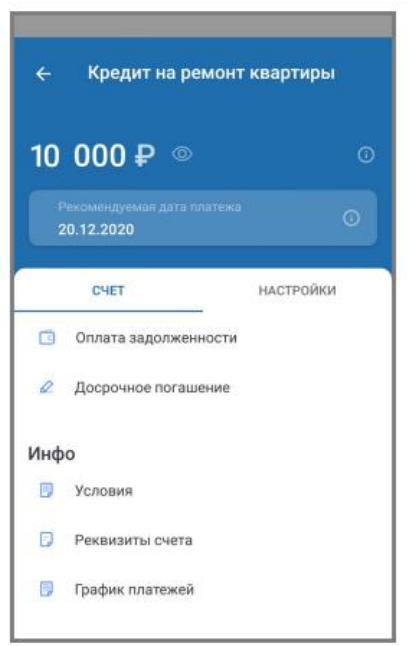 Кредит на ремонт квартиры
10 000 ₽
Рекомендуемая дата платежа
20.12.2020
СЧЕТ НАСТРОЙКИ
Оплата задолженности
Досрочное погашение
Инфо
Условия
Реквизиты счета
График платежей